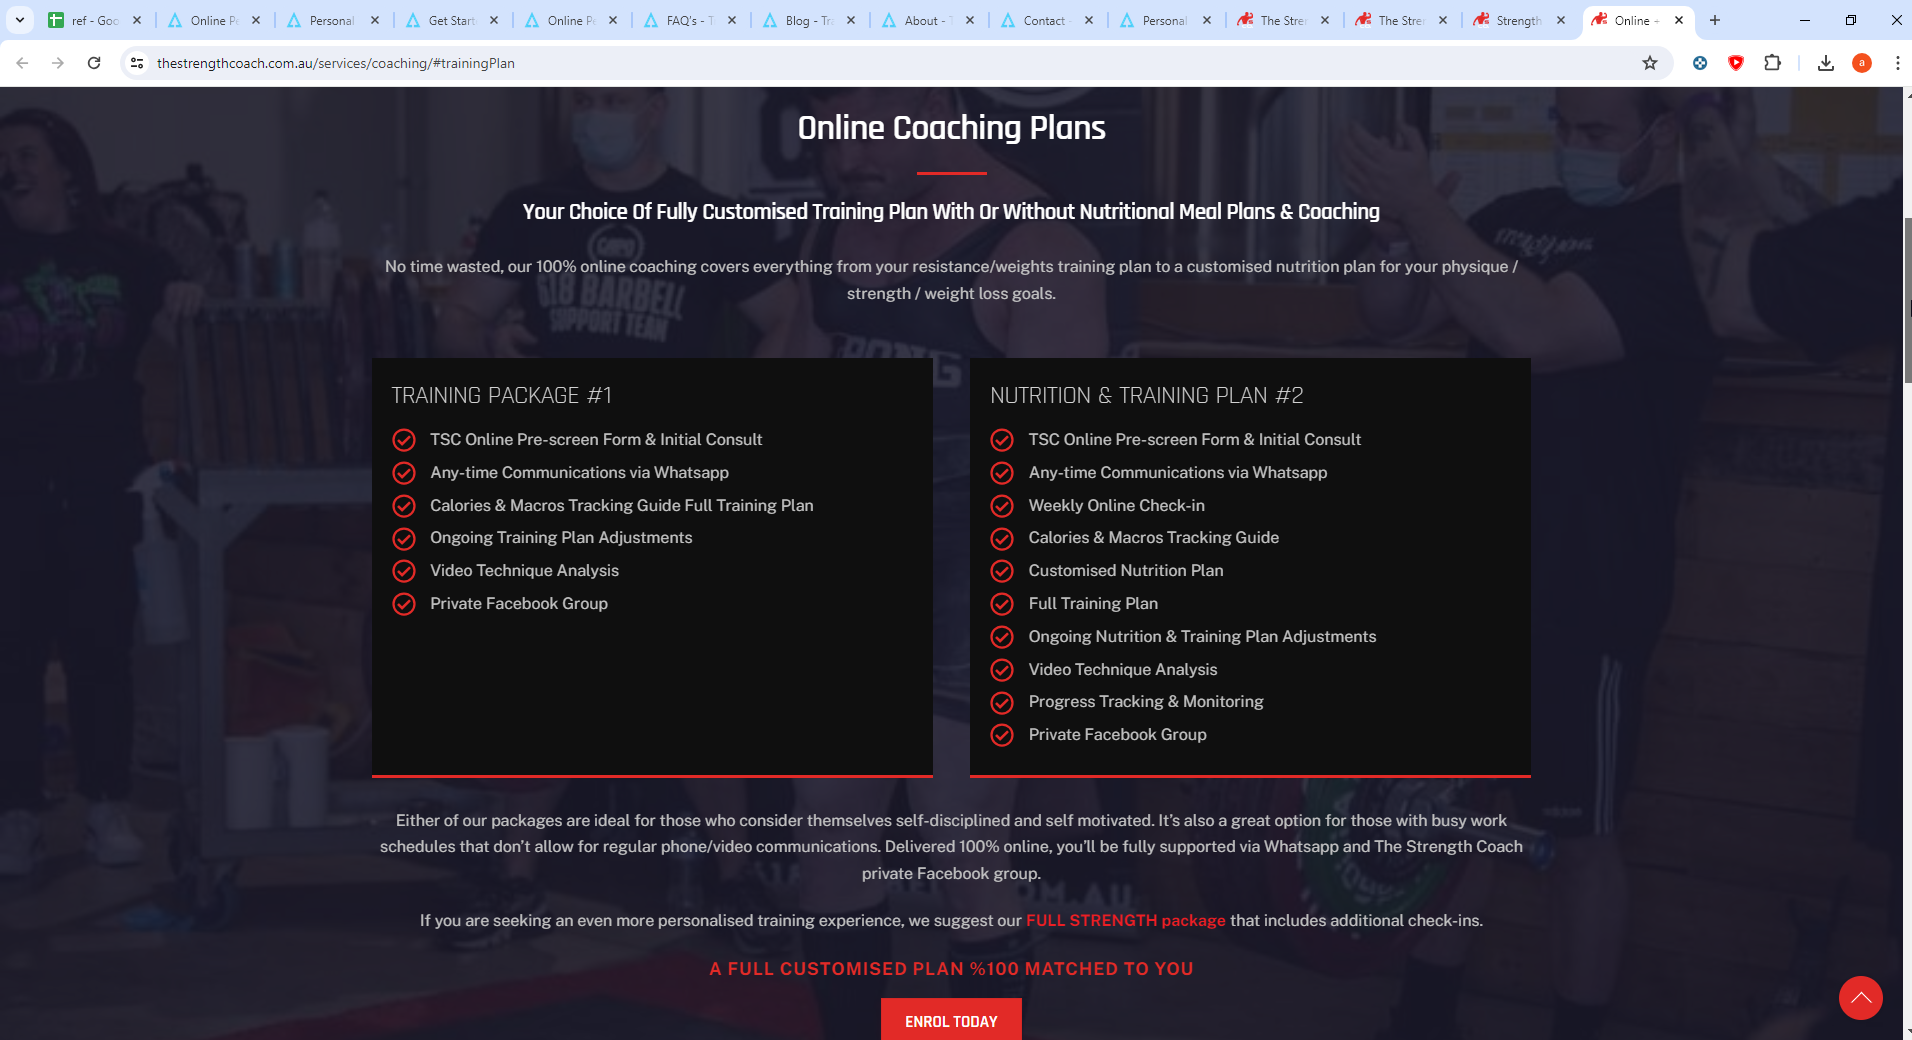 ref - Goo
Online Pe
Personal
Get Start
Online Pe
FAQ's - T
Blog - Tra
About - T
Contact -
Personal
The Stren
The Stren
Strength
Online +
thestrengthcoach.com.au/services/coaching/#trainingPlan
a
Online Coaching Plans
Your Choice Of Fully Customised Training Plan With Or Without Nutritional Meal Plans & Coaching
No time wasted, our 100% online coaching covers everything from your resistance/weights training plan to a customised nutrition plan for your physique /
strength / weight loss goals.
BARBELL
SUPPORT TEAM
TRAINING PACKAGE #1
TSC Online Pre-screen Form & Initial Consult
Any-time Communications via Whatsapp
Calories & Macros Tracking Guide Full Training Plan
Ongoing Training Plan Adjustments
Video Technique Analysis
Private Facebook Group
NUTRITION & TRAINING PLAN #2
TSC Online Pre-screen Form & Initial Consult
Any-time Communications via Whatsapp
Weekly Online Check-in
Calories & Macros Tracking Guide
Customised Nutrition Plan
Full Training Plan
Ongoing Nutrition & Training Plan Adjustments
Video Technique Analysis
Progress Tracking & Monitoring
Private Facebook Group
Either of our packages are ideal for those who consider themselves self-disciplined and self motivated. It's also a great option for those with busy work
schedules that don't allow for regular phone/video communications. Delivered 100% online, you'll be fully supported via Whatsapp and The Strength Coach
private Facebook group.
If you are seeking an even more personalised training experience, we suggest our FULL STRENGTH package that includes additional check-ins.
A FULL CUSTOMISED PLAN %100 MATCHED TO YOU
ENROL TODAY